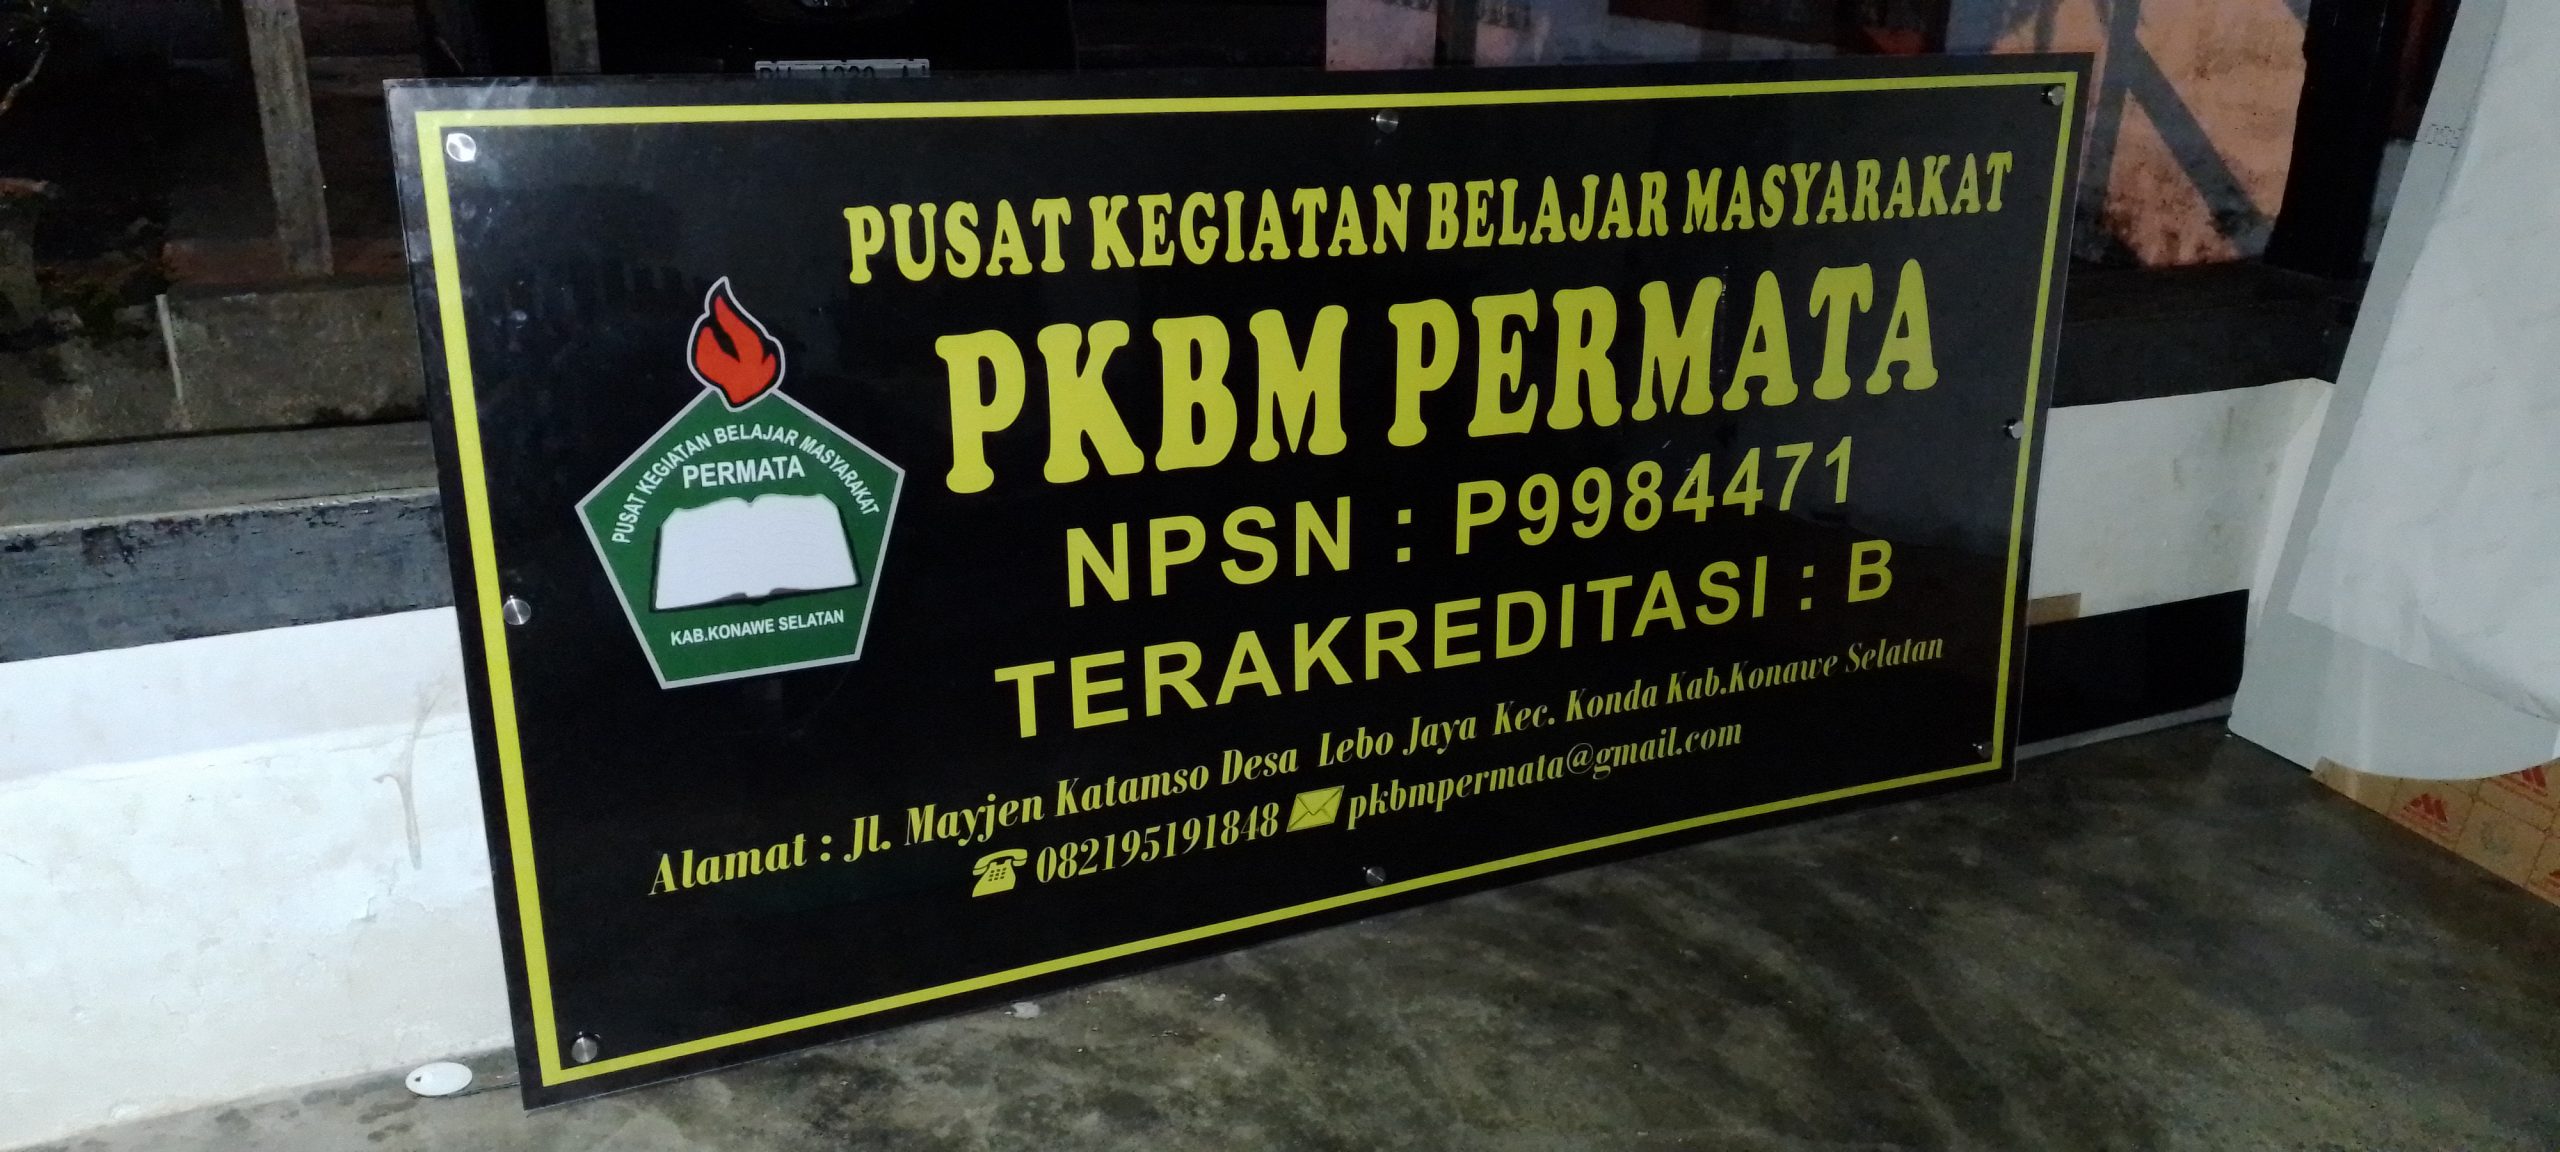 PUSAT KEGIATAN BELAJAR MASYARAKAT
PKBM PERMATA
NPSN : P9984471
TERAKREDITASI : B
Alamat : Jl. Mayjen Katamso Desa Lebo Jaya Kec. Konda Kab.Konawe Selatan
082195191848 pkbmpermata@gmail.com
PUSAT KEGIATAN BELAJAR MASYARAKAT
PERMATA
KAB.KONAWE SELATAN